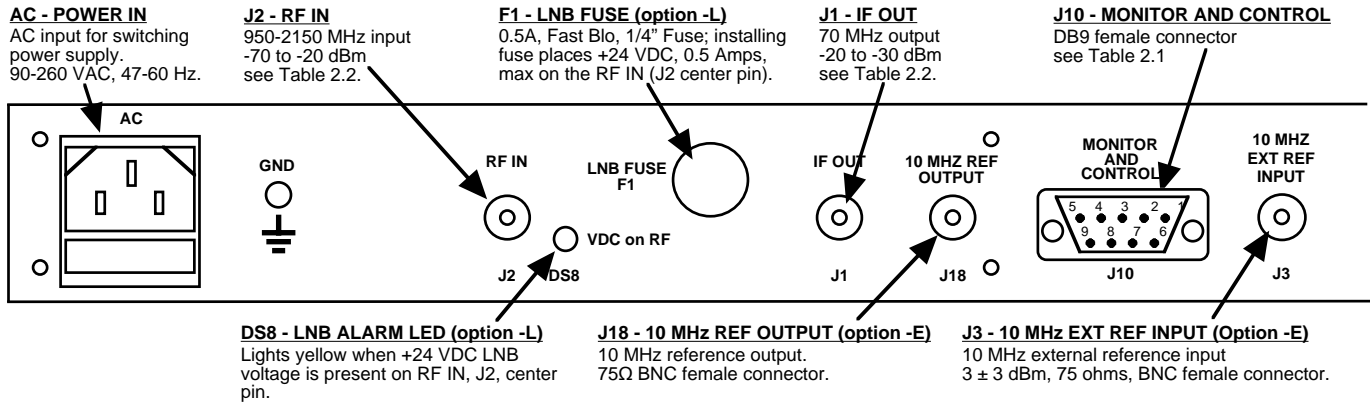 AC - POWER IN
AC input for switching
power supply.
90-260 VAC, 47-60 Hz.
J2 - RF IN
950-2150 MHz input
-70 to -20 dBm
see Table 2.2.
F1 - LNB FUSE (option -L)
0.5A, Fast Blo, 1/4” Fuse; installing
fuse places +24 VDC, 0.5 Amps,
max on the RF IN (J2 center pin).
J1 - IF OUT
70 MHz output
-20 to -30 dBm
see Table 2.2.
J10 - MONITOR AND CONTROL
DB9 female connector
see Table 2.1
AC
GND
RF IN
J2
VDC on RF
DS8
LNB FUSE
F1
IF OUT
J1
10 MHZ REF
OUTPUT
J18
MONITOR
AND
CONTROL
5 4 3 2 1
9 8 7 6
J10
10 MHZ
EXT REF
INPUT
J3
DS8 - LNB ALARM LED (option -L)
Lights yellow when +24 VDC LNB
voltage is present on RF IN, J2, center
pin.
J18 - 10 MHz REF OUTPUT (option -E)
10 MHz reference output.
75Ω BNC female connector.
J3 - 10 MHz EXT REF INPUT (Option -E)
10 MHz external reference input
3 ± 3 dBm, 75 ohms, BNC female connector.